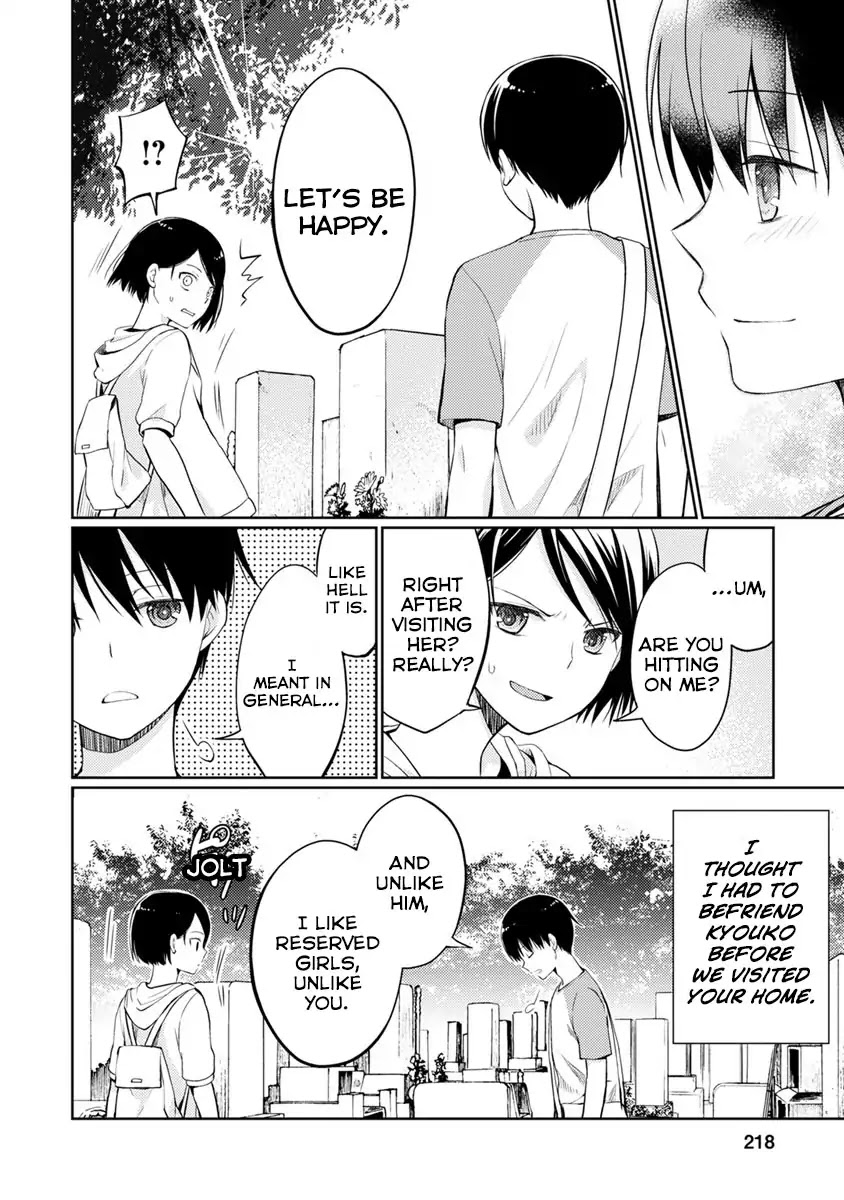 LET'S BE
HAPPY.
!?
...UM,
ARE YOU
HITTING
ON ME?
RIGHT
AFTER
VISITING
HER?
REALLY?
LIKE
HELL
IT IS.
I
MEANT IN
GENERAL...
I
THOUGHT
I HAD TO
BEFRIEND
KYOUKO
BEFORE
WE VISITED
YOUR HOME.
AND
UNLIKE
HIM,
I LIKE
RESERVED
GIRLS,
UNLIKE
YOU.
JOLT
218